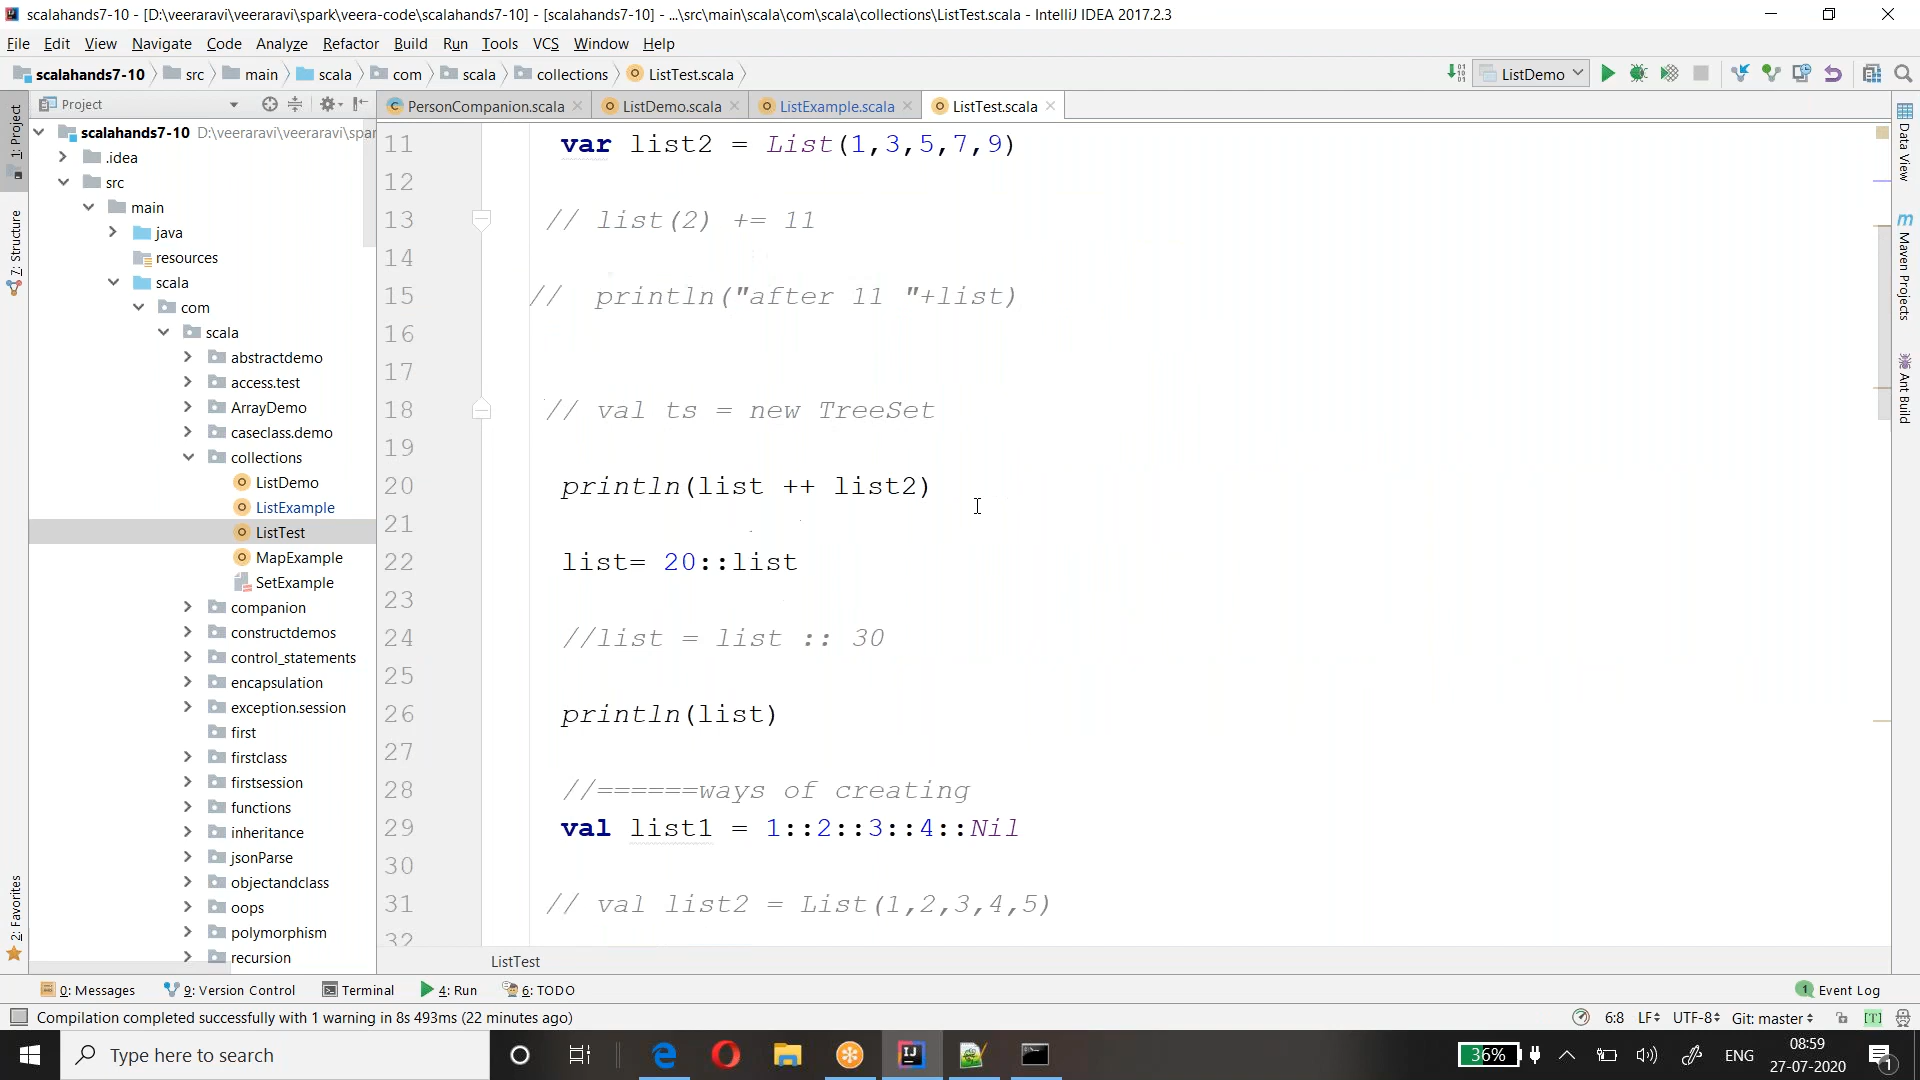 scalahands7-10 - [D:\veeraravi\veeraravi\spark\veera-code\scalahands7-10] - [scalahands7-10] - ...\src\main\scala\com\scala\collections\ListTest.scala - IntelliJ IDEA 2017.2.3
File Edit View Navigate Code Analyze Refactor Build Run Tools VCS Window Help
scalahands7-10 src main scala com scala collections ListTest.scala ListDemo
Project PersonCompanion.scala ListDemo.scala ListExample.scala ListTest.scala
scalahands7-10 D:\veeraravi\veeraravi\spar
.idea
src
main
java
resources
scala
com
scala
abstractdemo
access.test
ArrayDemo
caseclass.demo
collections
ListDemo
ListExample
ListTest
MapExample
SetExample
companion
constructdemos
control_statements
encapsulation
exception.session
first
firstclass
firstsession
functions
inheritance
jsonParse
objectandclass
oops
polymorphism
recursion
1: Project
7: Structure
2: Favorites
11 var list2 = List(1,3,5,7,9)
12
13 // list(2) += 11
14
15 //  println("after 11 "+list)
16
17
18 // val ts = new TreeSet
19
20 println(list ++ list2)
21
22 list= 20::list
23
24 //list = list :: 30
25
26 println(list)
27
28 //======ways of creating
29 val list1 = 1::2::3::4::Nil
30
31 // val list2 = List(1,2,3,4,5)
32
ListTest
Data View
m Maven Projects
Ant Build
0: Messages 9: Version Control Terminal 4: Run 6: TODO 1 Event Log
Compilation completed successfully with 1 warning in 8s 493ms (22 minutes ago) 6:8 LF UTF-8 Git: master [T]
Type here to search 36% ENG 08:59
27-07-2020 1